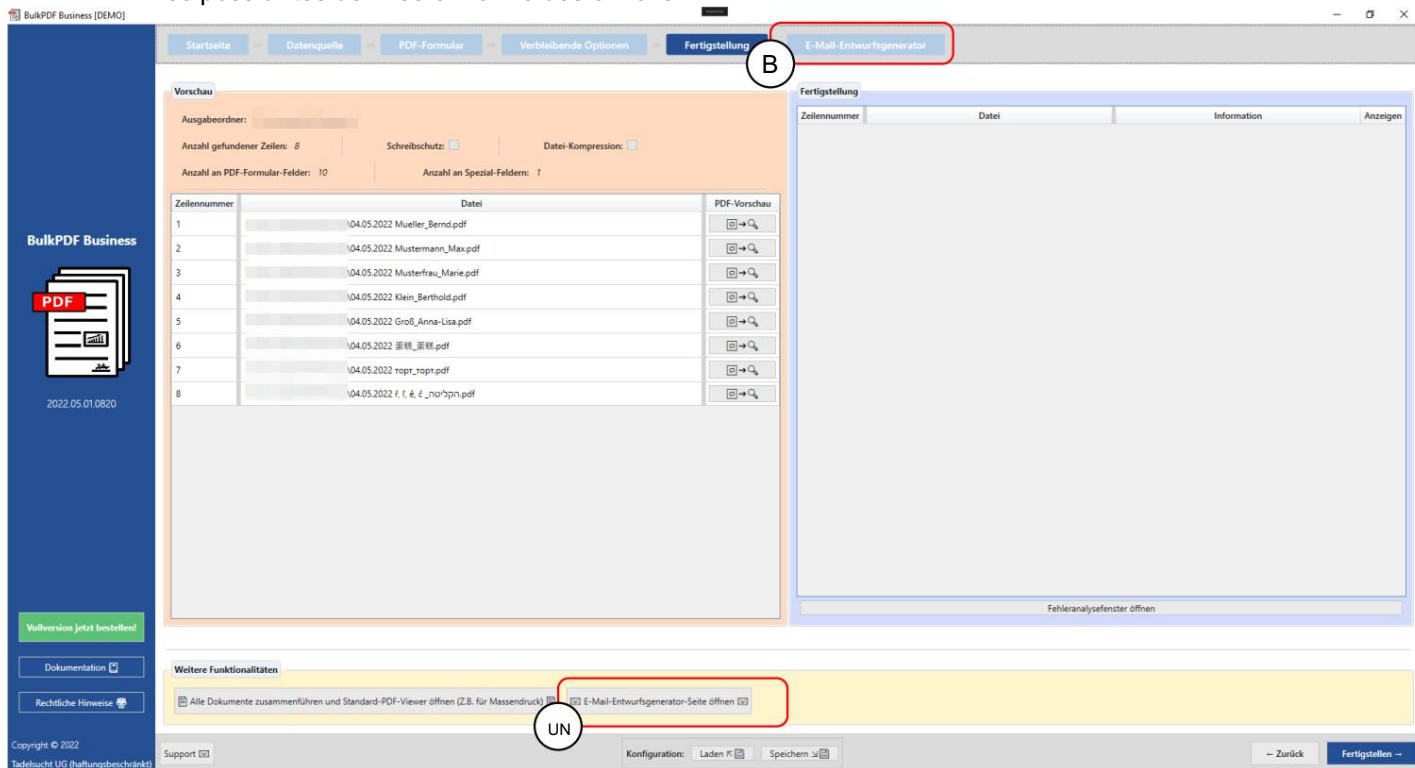 BulkPDF Business [DEMO]
Startseite
Datenquelle
PDF-Formular
Verbleibende Optionen
Fertigstellung
E-Mail-Entwurfsgenerator
B
Vorschau
Ausgabeordner:
Anzahl gefundener Zeilen: 8 Schreibschutz: Datei-Kompression:
Anzahl an PDF-Formular-Felder: 10 Anzahl an Spezial-Feldern: 1
Zeilennummer Datei PDF-Vorschau
1 \04.05.2022 Mueller_Bernd.pdf
2 \04.05.2022 Mustermann_Max.pdf
3 \04.05.2022 Musterfrau_Marie.pdf
4 \04.05.2022 Klein_Berthold.pdf
5 \04.05.2022 Groß_Anna-Lisa.pdf
6 \04.05.2022 蛋糕_蛋糕.pdf
7 \04.05.2022 торт_торт.pdf
8 \04.05.2022 _הקליטה.pdf
Fertigstellung
Zeilennummer Datei Information Anzeigen
Fehleranalysefenster öffnen
BulkPDF Business
PDF
2022.05.01.0820
Vollversion jetzt bestellen!
Dokumentation
Rechtliche Hinweise
Copyright © 2022
Tadelsucht UG (haftungsbeschränkt)
Weitere Funktionalitäten
Alle Dokumente zusammenführen und Standard-PDF-Viewer öffnen (Z.B. für Massendruck)
E-Mail-Entwurfsgenerator-Seite öffnen
UN
Support
Konfiguration: Laden Speichern
← Zurück
Fertigstellen →